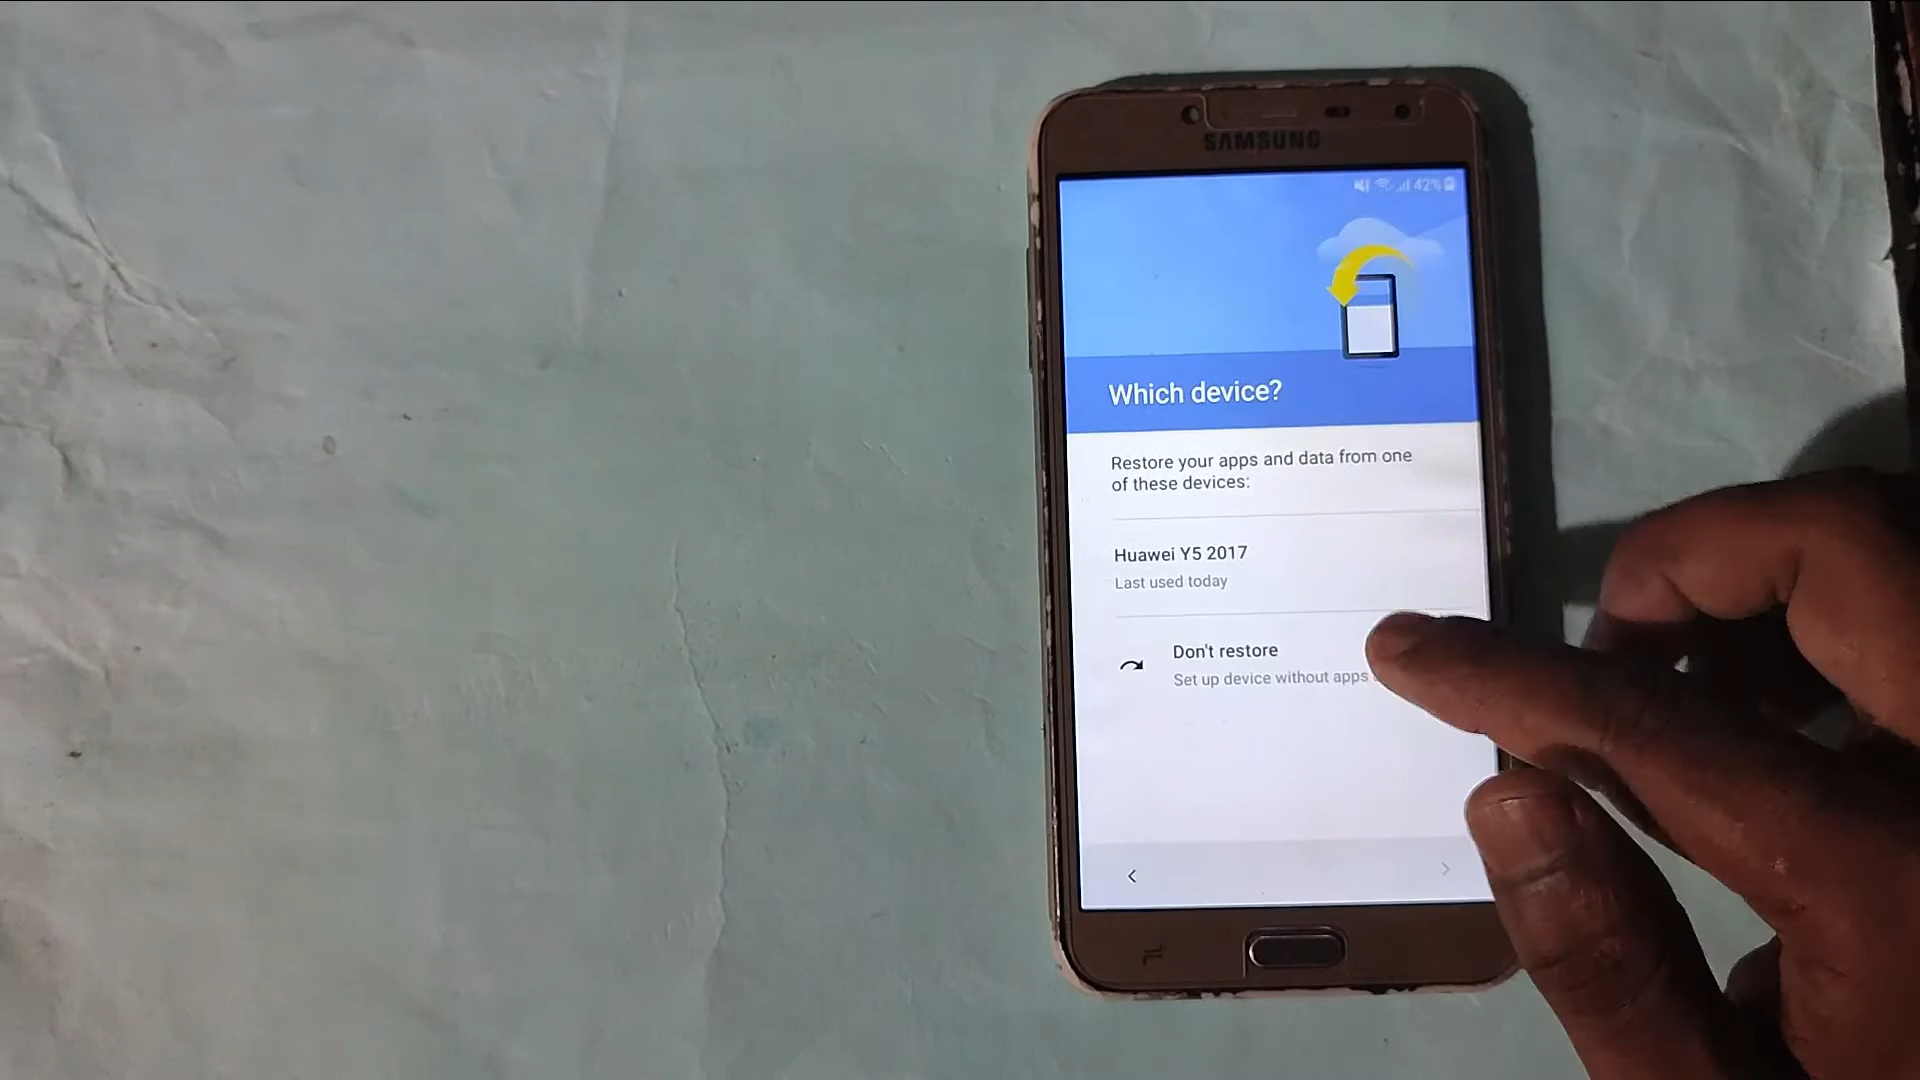 SAMSUNG
42%
Which device?
Restore your apps and data from one
of these devices:
Huawei Y5 2017
Last used today
Don't restore
Set up device without apps